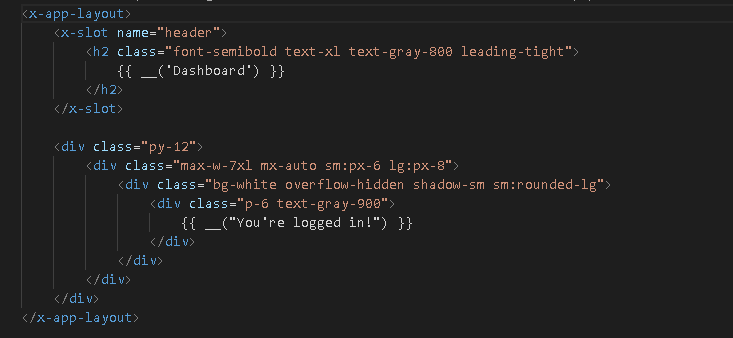 <x-app-layout>
<x-slot name="header">
<h2 class="font-semibold text-xl text-gray-800 leading-tight">
{{ __('Dashboard') }}
</h2>
</x-slot>
<div class="py-12">
<div class="max-w-7xl mx-auto sm:px-6 lg:px-8">
<div class="bg-white overflow-hidden shadow-sm sm:rounded-lg">
<div class="p-6 text-gray-900">
{{ __("You're logged in!") }}
</div>
</div>
</div>
</div>
</x-app-layout>